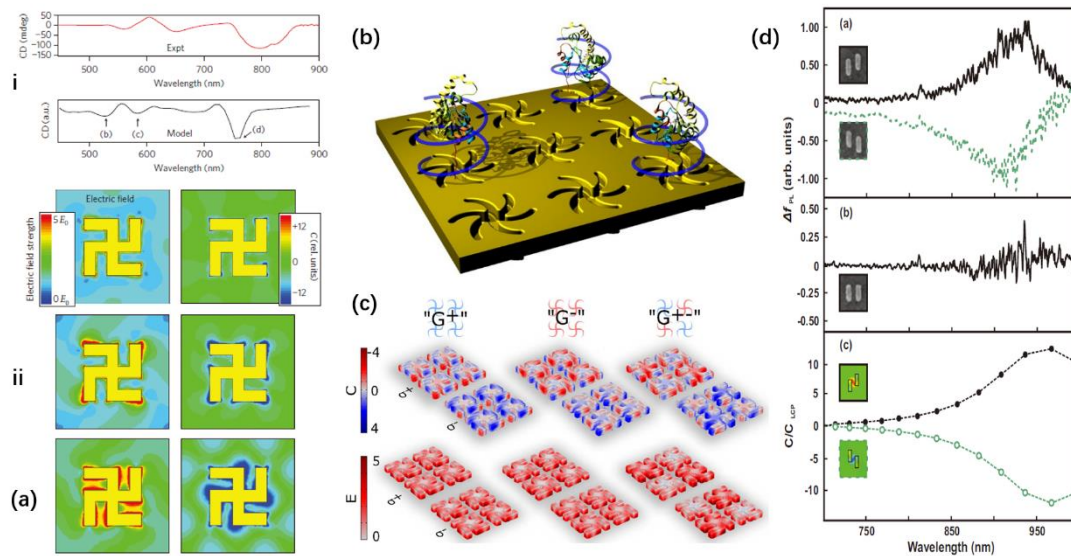 50
0
-50
-100
-150
CD (mdeg)
Expt
500
600
700
800
900
Wavelength (nm)
i
CD (a.u.)
(b)
(c)
Model
(d)
500
600
700
800
900
Wavelength (nm)
Electric field
Electric field strength
5 E₀
0 E₀
+12
0
−12
C (rel. units)
ii
(a)
(b)
(c)
"G+"
"G-"
"G+-"
-4
0
4
C
σ+
σ-
5
0
E
σ+
σ-
(d)
(a)
1.00
0.50
0
-0.50
-1.00
Δf PL (arb. units)
(b)
0.50
0.25
0.00
-0.25
-0.50
(c)
10
5
0
-5
-10
C/C LCP
750
850
950
Wavelength (nm)